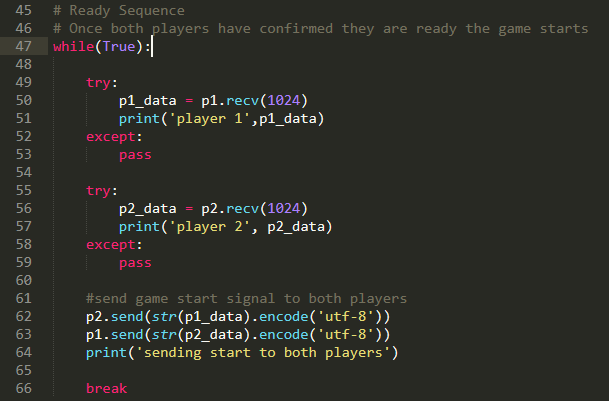 45 # Ready Sequence
46 # Once both players have confirmed they are ready the game starts
47 while(True):
48
49     try:
50         p1_data = p1.recv(1024)
51         print('player 1',p1_data)
52     except:
53         pass
54
55     try:
56         p2_data = p2.recv(1024)
57         print('player 2', p2_data)
58     except:
59         pass
60
61     #send game start signal to both players
62     p2.send(str(p1_data).encode('utf-8'))
63     p1.send(str(p2_data).encode('utf-8'))
64     print('sending start to both players')
65
66     break